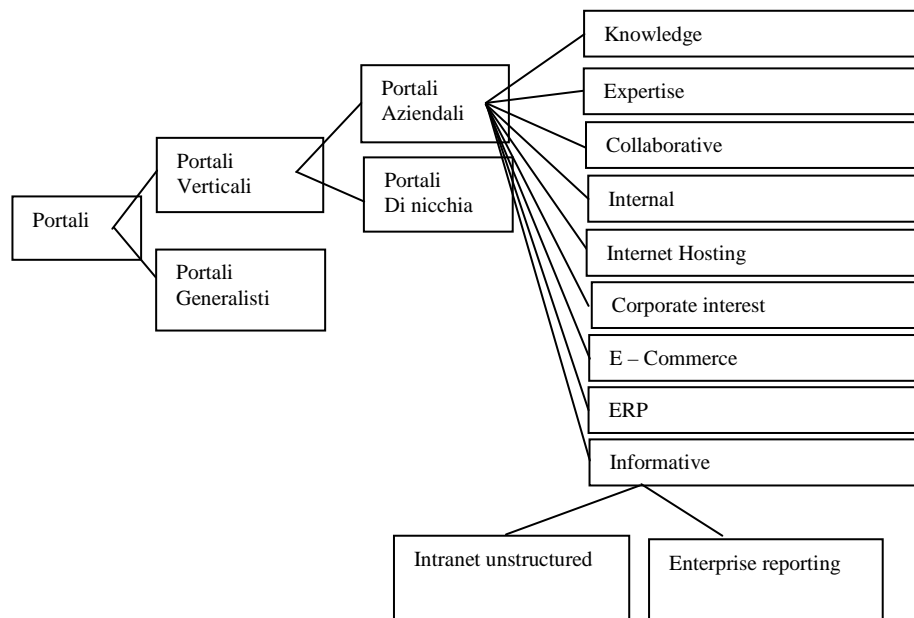 Knowledge
Portali
Aziendali
Expertise
Collaborative
Portali
Verticali
Portali
Di nicchia
Internal
Portali
Internet Hosting
Portali
Generalisti
Corporate interest
E – Commerce
ERP
Informative
Intranet unstructured
Enterprise reporting